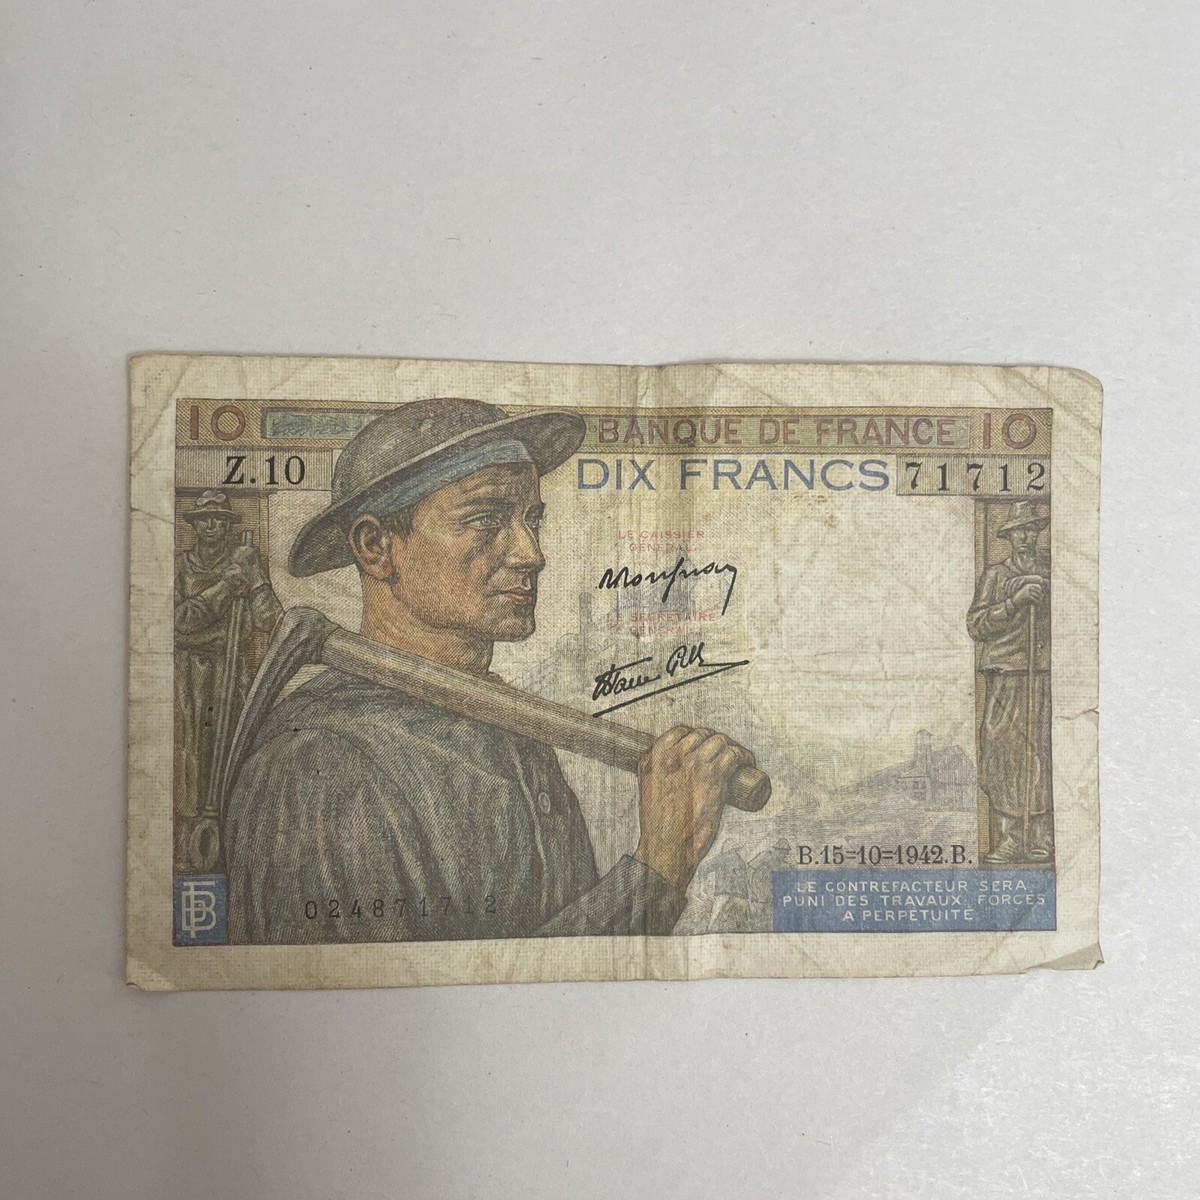 10 BANQUE DE FRANCE 10
Z.10 DIX FRANCS 71712
LE CAISSIER
GÉNÉRAL.
LE SECRÉTAIRE
GÉNÉRAL.
B.15=10=1942.B.
LE CONTREFACTEUR SERA
PUNI DES TRAVAUX FORCÉS
A PERPÉTUITÉ
024871712